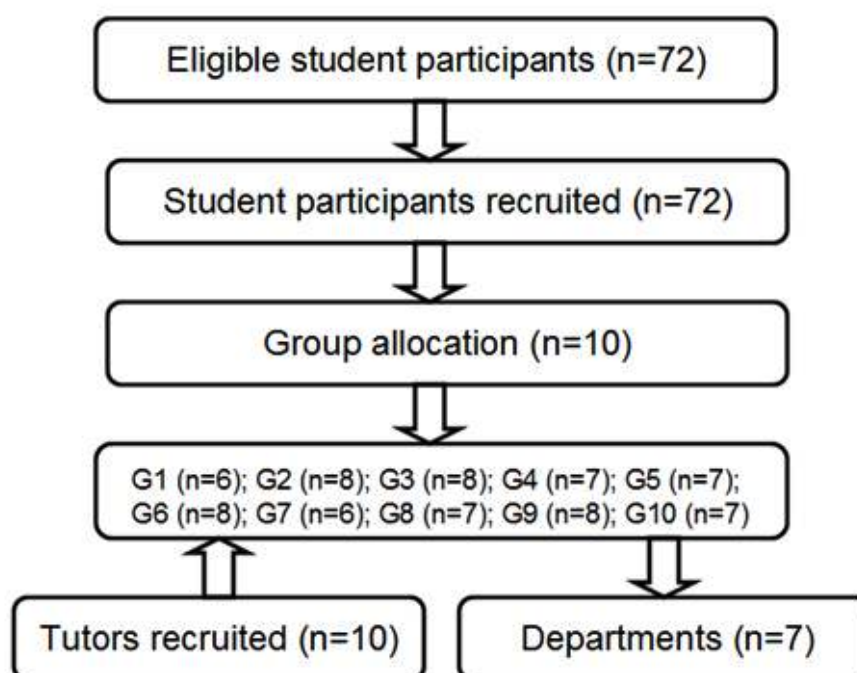 Eligible student participants (n=72)
Student participants recruited (n=72)
Group allocation (n=10)
G1 (n=6); G2 (n=8); G3 (n=8); G4 (n=7); G5 (n=7);
G6 (n=8); G7 (n=6); G8 (n=7); G9 (n=8); G10 (n=7)
Tutors recruited (n=10)
Departments (n=7)